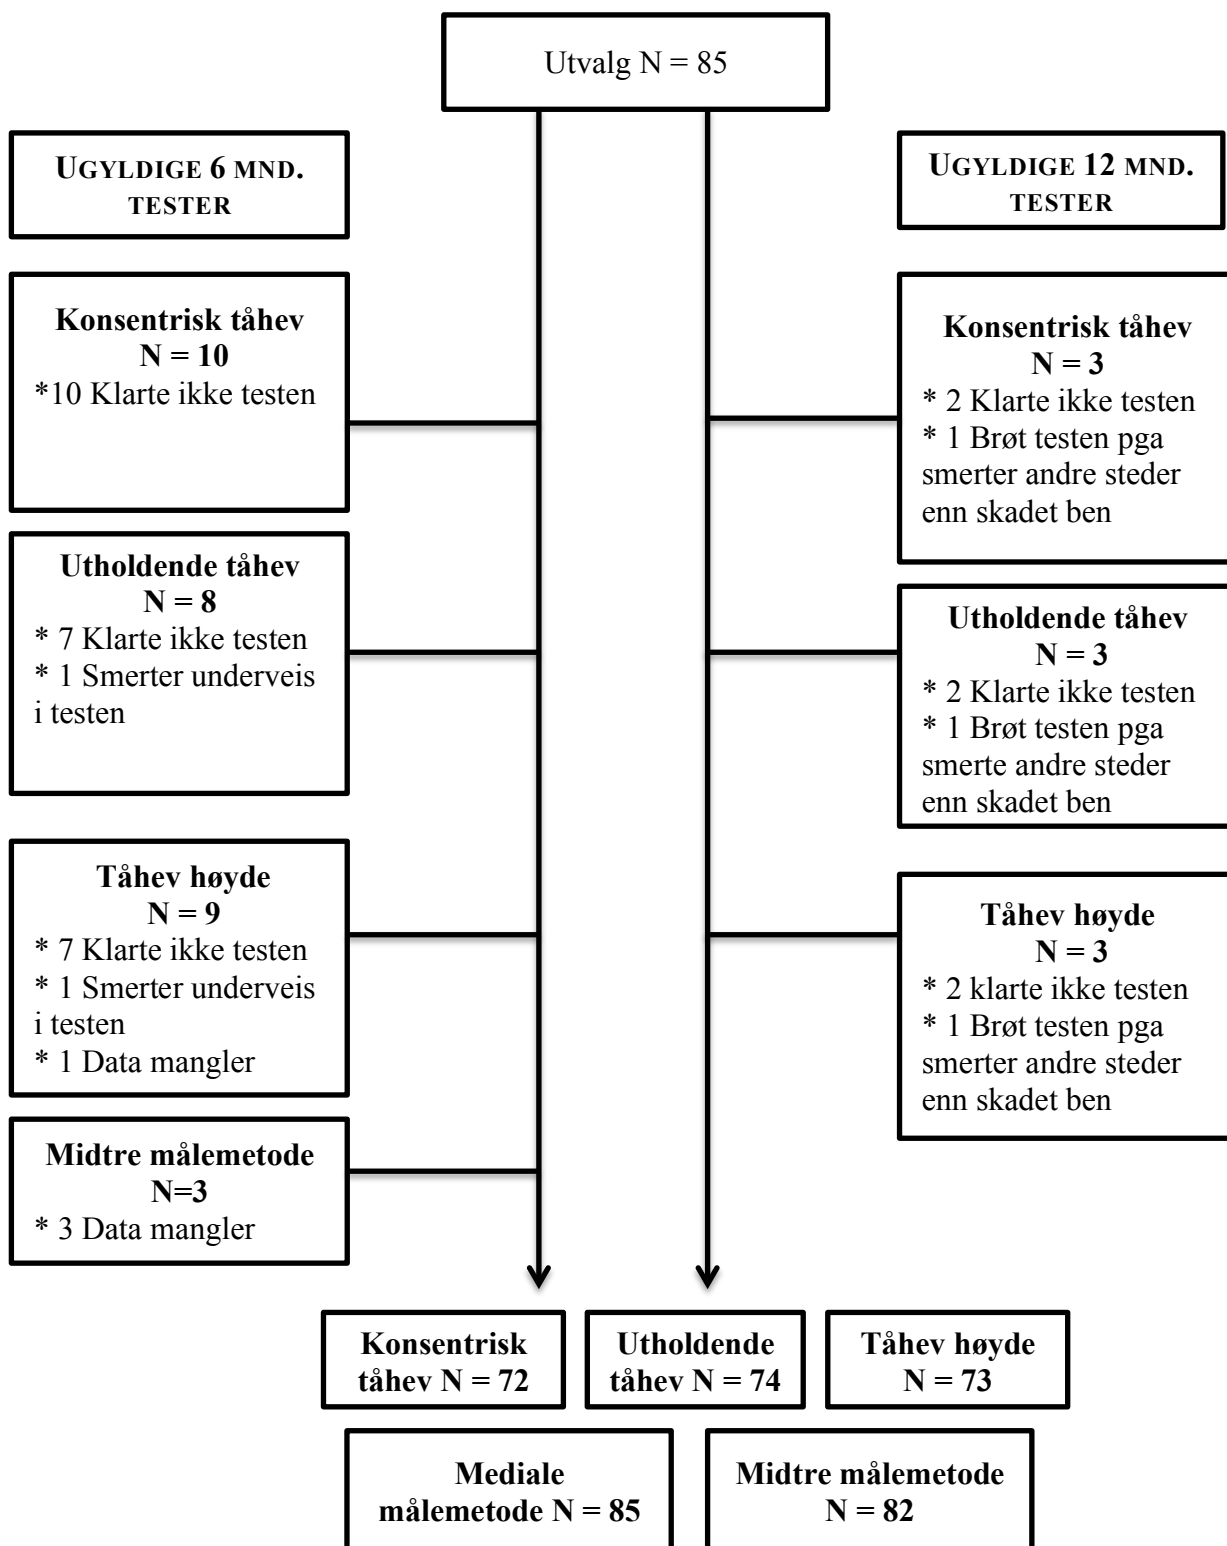 Utvalg N = 85
UGYLDIGE 6 MND.
TESTER
Konsentrisk tåhev
N = 10
*10 Klarte ikke testen
Utholdende tåhev
N = 8
* 7 Klarte ikke testen
* 1 Smerter underveis
i testen
Tåhev høyde
N = 9
* 7 Klarte ikke testen
* 1 Smerter underveis
i testen
* 1 Data mangler
Midtre målemetode
N=3
* 3 Data mangler
UGYLDIGE 12 MND.
TESTER
Konsentrisk tåhev
N = 3
* 2 Klarte ikke testen
* 1 Brøt testen pga
smerter andre steder
enn skadet ben
Utholdende tåhev
N = 3
* 2 Klarte ikke testen
* 1 Brøt testen pga
smerte andre steder
enn skadet ben
Tåhev høyde
N = 3
* 2 klarte ikke testen
* 1 Brøt testen pga
smerter andre steder
enn skadet ben
Konsentrisk
tåhev N = 72
Utholdende
tåhev N = 74
Tåhev høyde
N = 73
Mediale
målemetode N = 85
Midtre målemetode
N = 82